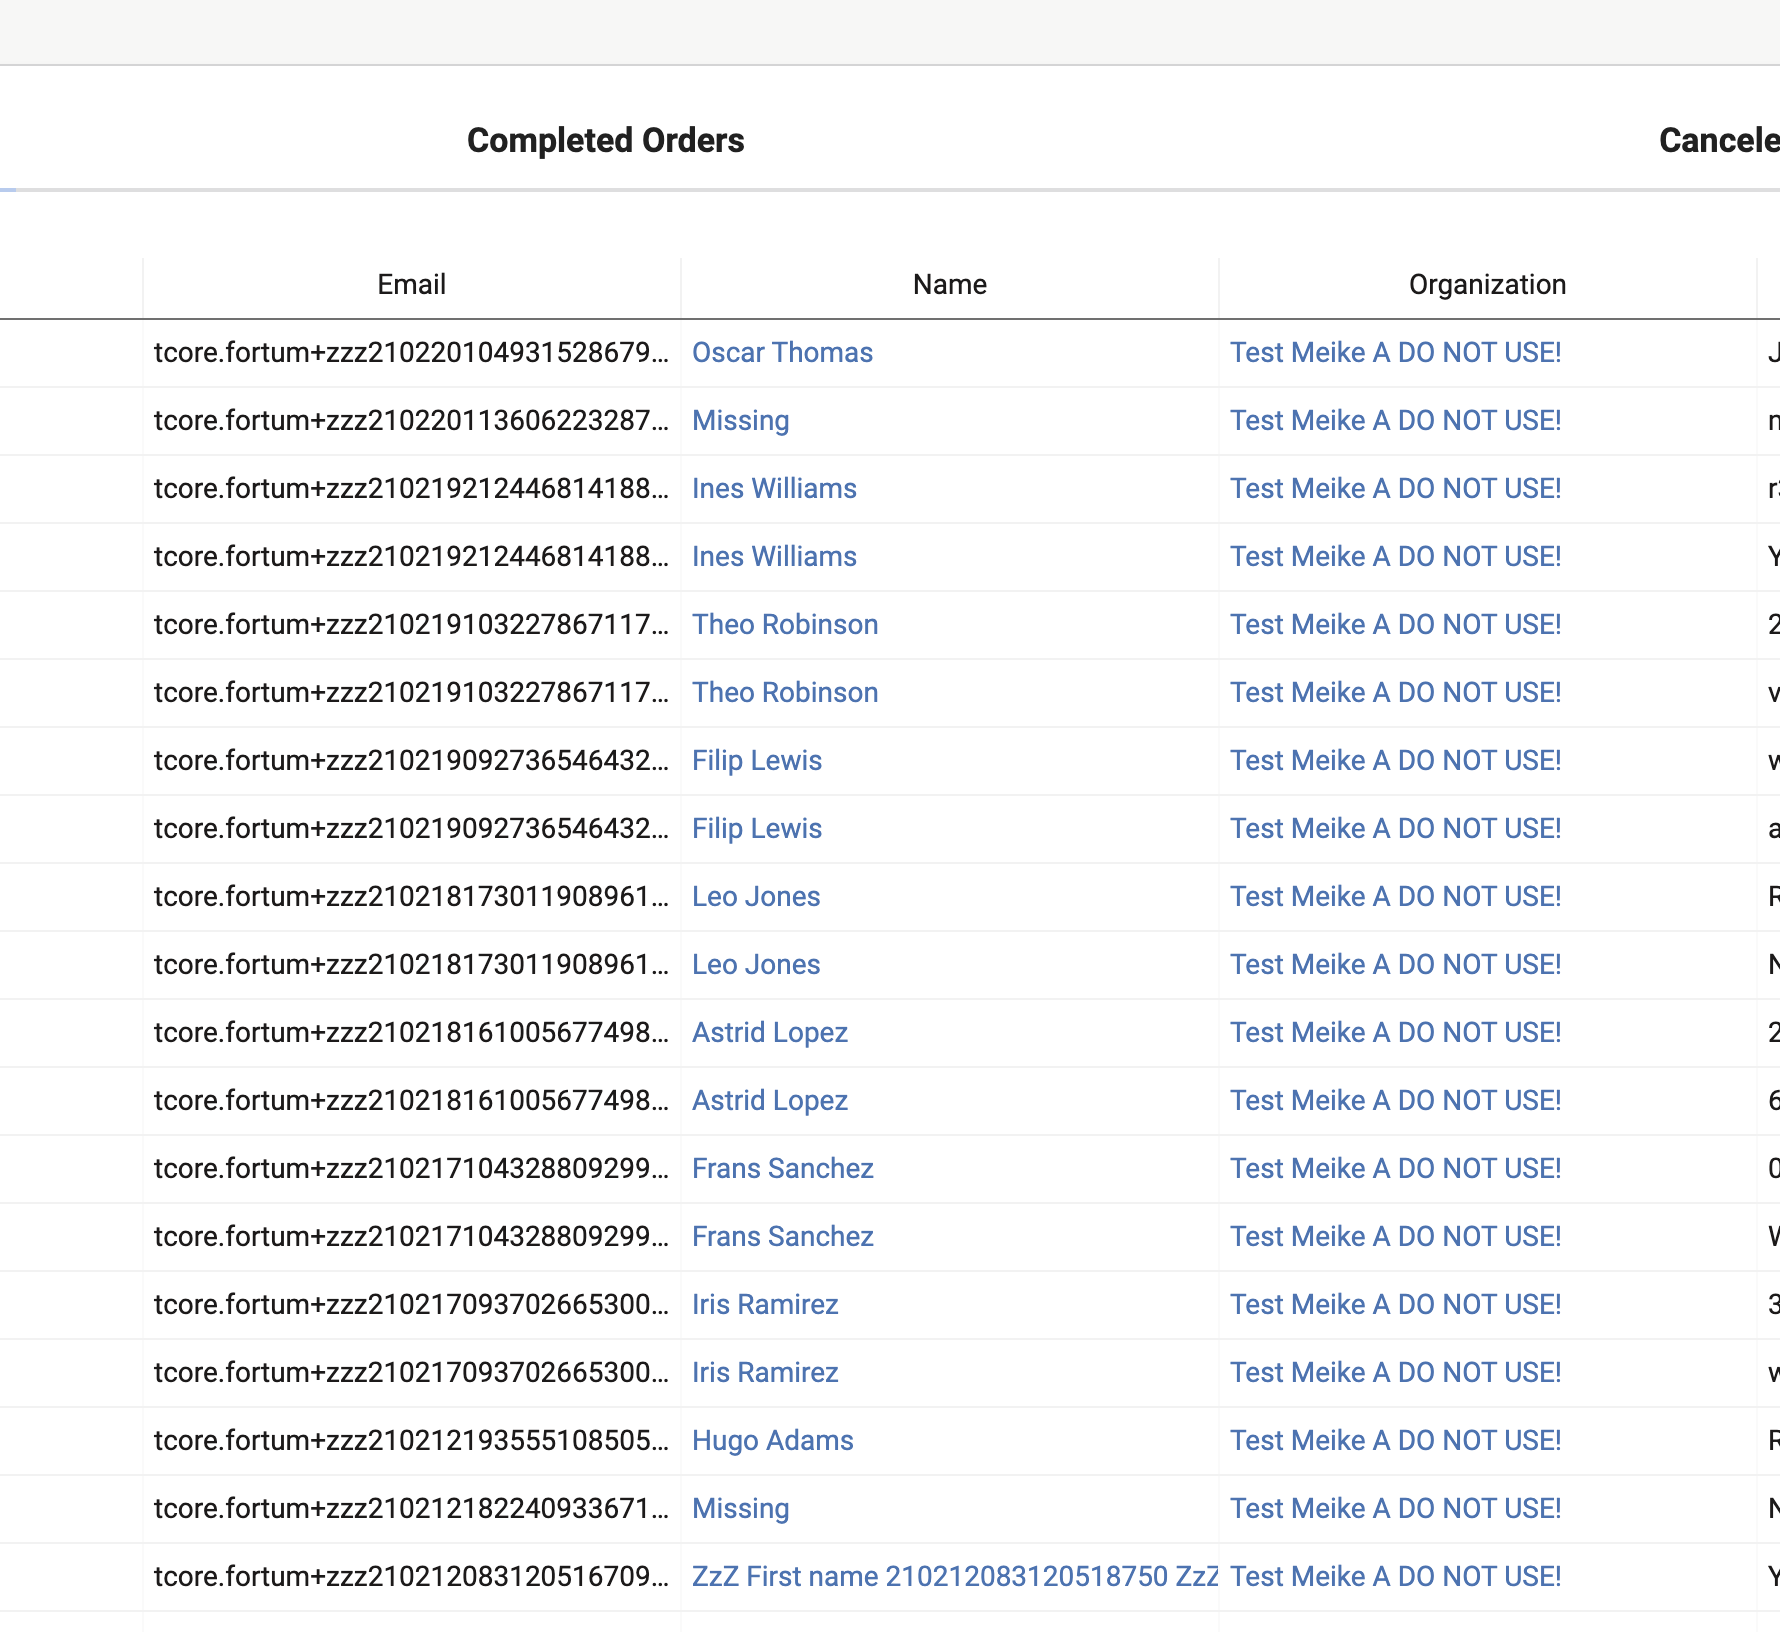 Completed Orders Cancele
Email Name Organization
tcore.fortum+zzz210220104931528679... Oscar Thomas Test Meike A DO NOT USE! J
tcore.fortum+zzz210220113606223287... Missing Test Meike A DO NOT USE!
tcore.fortum+zzz210219212446814188... Ines Williams Test Meike A DO NOT USE!
tcore.fortum+zzz210219212446814188... Ines Williams Test Meike A DO NOT USE! Y
tcore.fortum+zzz210219103227867117... Theo Robinson Test Meike A DO NOT USE! 2
tcore.fortum+zzz210219103227867117... Theo Robinson Test Meike A DO NOT USE! v
tcore.fortum+zzz210219092736546432... Filip Lewis Test Meike A DO NOT USE! w
tcore.fortum+zzz210219092736546432... Filip Lewis Test Meike A DO NOT USE! a
tcore.fortum+zzz210218173011908961... Leo Jones Test Meike A DO NOT USE! R
tcore.fortum+zzz210218173011908961... Leo Jones Test Meike A DO NOT USE! N
tcore.fortum+zzz210218161005677498... Astrid Lopez Test Meike A DO NOT USE! 2
tcore.fortum+zzz210218161005677498... Astrid Lopez Test Meike A DO NOT USE! 6
tcore.fortum+zzz210217104328809299... Frans Sanchez Test Meike A DO NOT USE! 0
tcore.fortum+zzz210217104328809299... Frans Sanchez Test Meike A DO NOT USE!
tcore.fortum+zzz210217093702665300... Iris Ramirez Test Meike A DO NOT USE! 3
tcore.fortum+zzz210217093702665300... Iris Ramirez Test Meike A DO NOT USE! w
tcore.fortum+zzz210212193555108505... Hugo Adams Test Meike A DO NOT USE! R
tcore.fortum+zzz210212182240933671... Missing Test Meike A DO NOT USE! N
tcore.fortum+zzz210212083120516709... ZzZ First name 210212083120518750 ZzZ Test Meike A DO NOT USE! Y